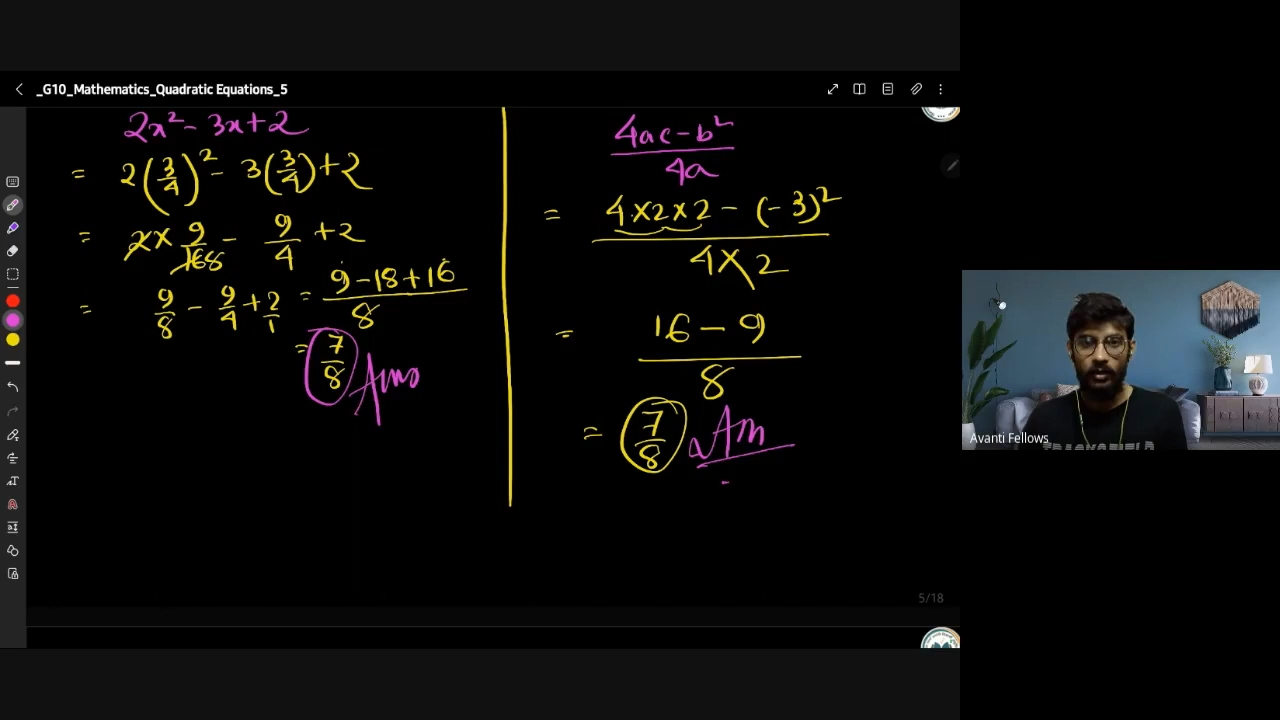 _G10_Mathematics_Quadratic Equations_5
2x² - 3x + 2
= 2(3/4)² - 3(3/4) + 2
= 2 × 9/168 - 9/4 + 2
= 9/8 - 9/4 + 2/1 = 9-18+16/8
= 7/8 Ans
4ac - b²/4a
= 4×2×2 - (-3)²/4×2
= 16 - 9/8
= 7/8 An
5/18
Avanti Fellows